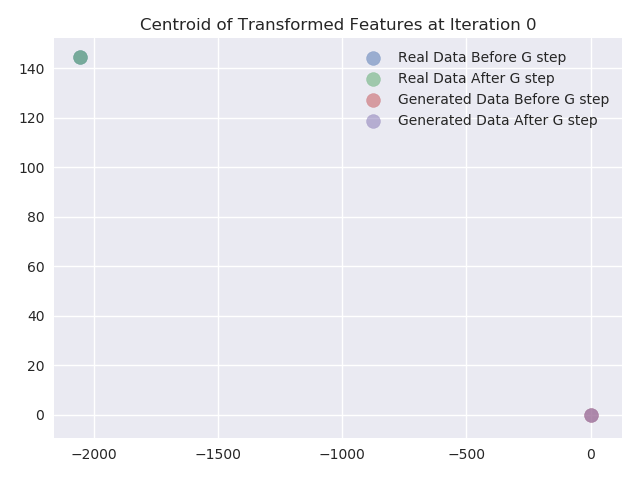 Centroid of Transformed Features at Iteration 0
Real Data Before G step
Real Data After G step
Generated Data Before G step
Generated Data After G step
140
120
100
80
60
40
20
0
−2000 −1500 −1000 −500 0